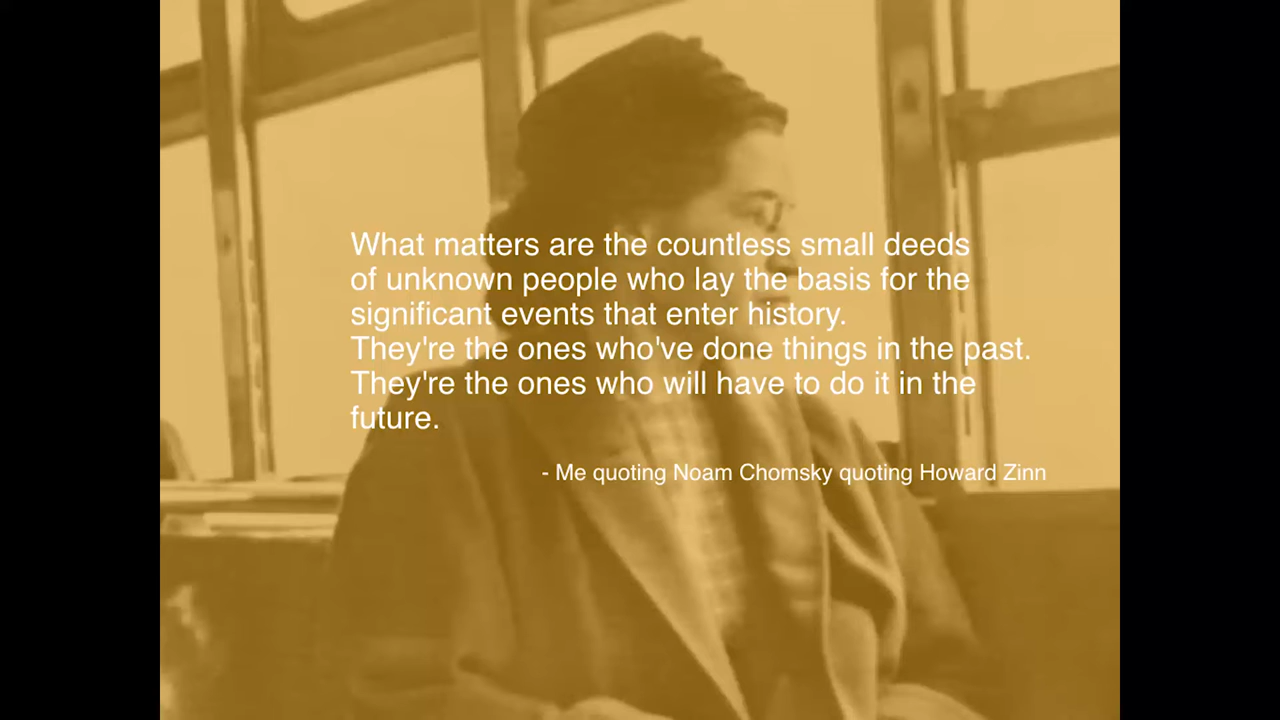 What matters are the countless small deeds
of unknown people who lay the basis for the
significant events that enter history.
They're the ones who've done things in the past.
They're the ones who will have to do it in the
future.
- Me quoting Noam Chomsky quoting Howard Zinn